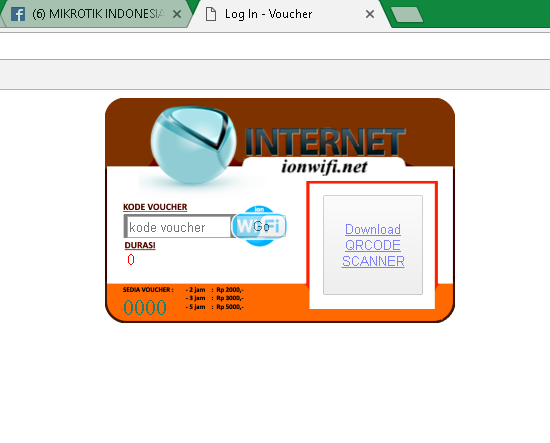 (6) MIKROTIK INDONESIA
Log In - Voucher
INTERNET
ionwifi.net
KODE VOUCHER
kode voucher
ion
WiFi
Go
DURASI
0
Download
QRCODE
SCANNER
SEDIA VOUCHER :
- 2 jam : Rp 2000,-
- 3 jam : Rp 3000,-
- 5 jam : Rp 5000,-
0000